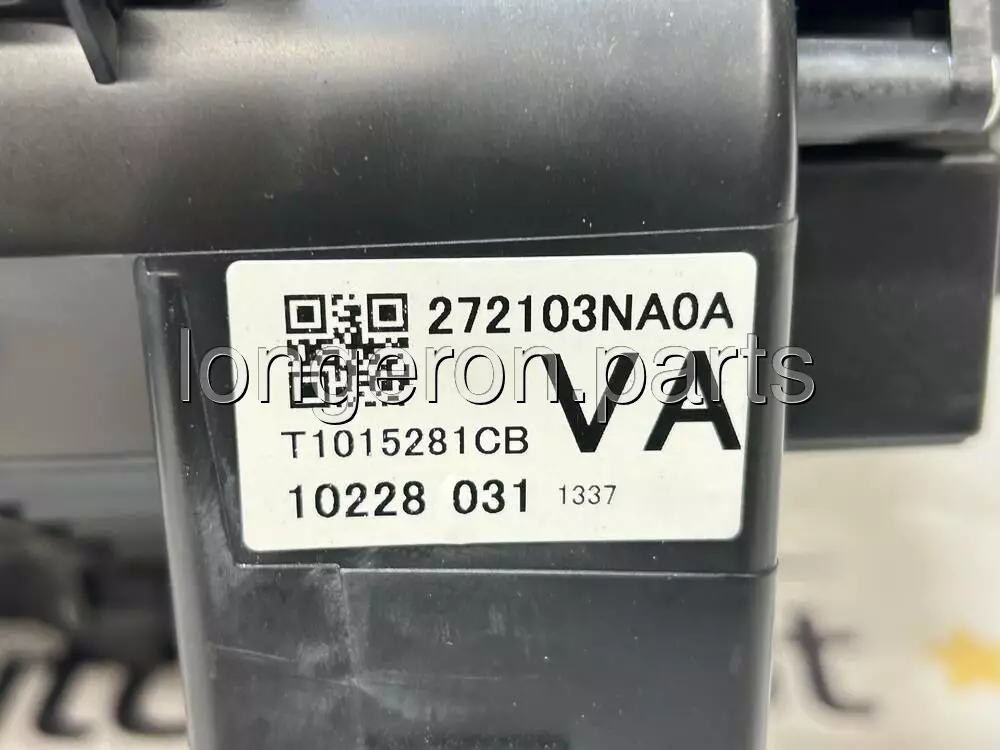 272103NA0A
VA
longeron.parts
T1015281CB
10228 031 1337